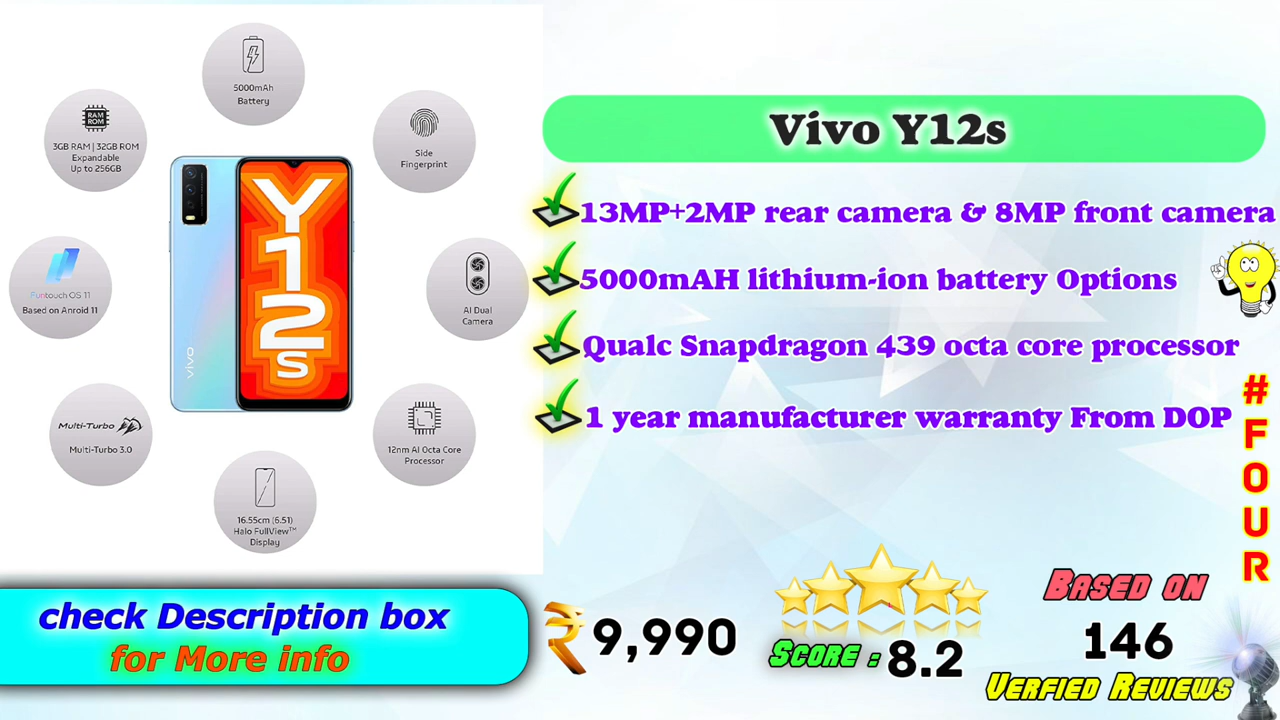 5000mAh
Battery
RAM
ROM
3GB RAM | 32GB ROM
Expandable
Up to 256GB
Side
Fingerprint
Funtouch OS 11
Based on Anroid 11
AI Dual
Camera
Y
1
2
s
vivo
Multi-Turbo
Multi-Turbo 3.0
12nm AI Octa Core
Processor
16.55cm (6.51)
Halo FullView™
Display
Vivo Y12s
13MP+2MP rear camera & 8MP front camera
5000mAH lithium-ion battery Options
Qualc Snapdragon 439 octa core processor
1 year manufacturer warranty From DOP
#
F
O
U
R
check Description box
for More info
₹ 9,990
Score : 8.2
Based on
146
Verfied Reviews